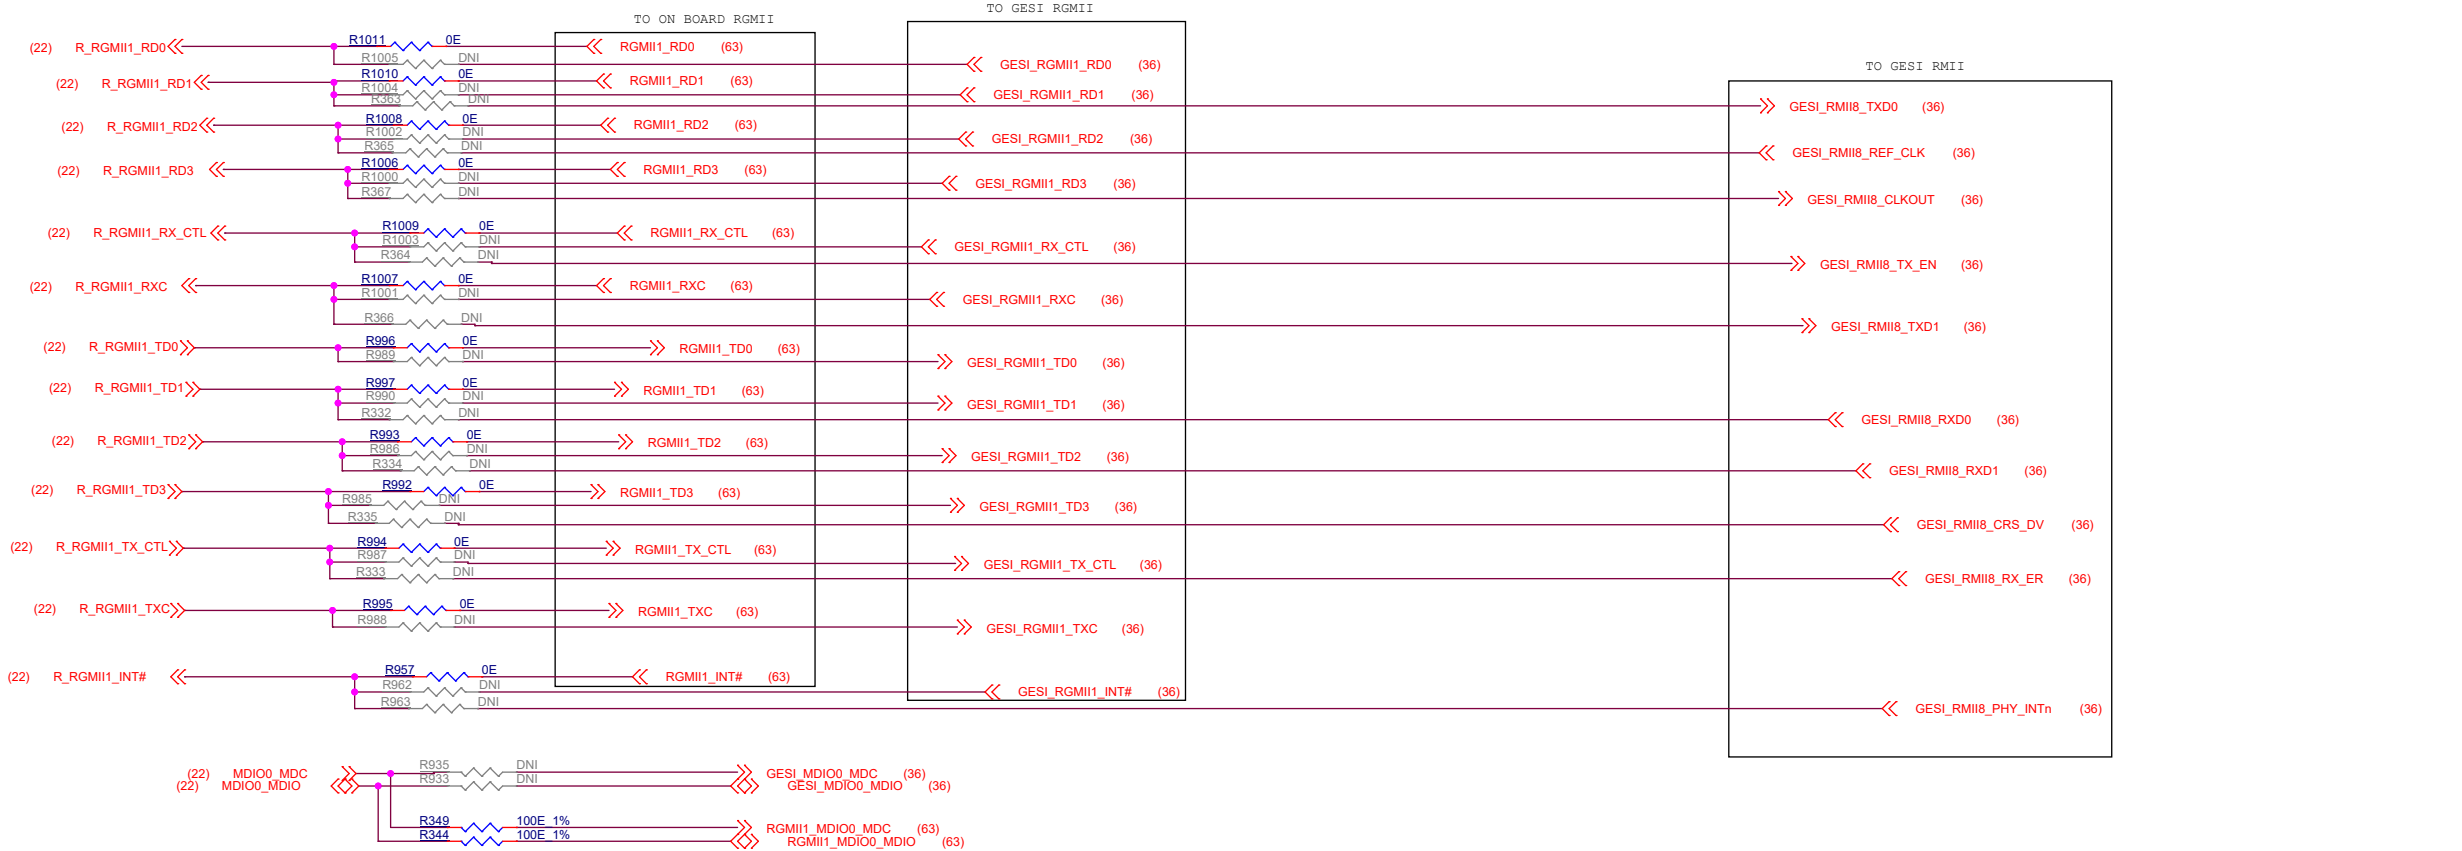 TO ON BOARD RGMII
TO GESI RGMII
TO GESI RMII
(22) R_RGMII1_RD0 R1011 0E RGMII1_RD0 (63)
R1005 DNI GESI_RGMII1_RD0 (36)
(22) R_RGMII1_RD1 R1010 0E RGMII1_RD1 (63)
R1004 DNI GESI_RGMII1_RD1 (36)
R363 DNI GESI_RMII8_TXD0 (36)
(22) R_RGMII1_RD2 R1008 0E RGMII1_RD2 (63)
R1002 DNI GESI_RGMII1_RD2 (36)
R365 DNI GESI_RMII8_REF_CLK (36)
(22) R_RGMII1_RD3 R1006 0E RGMII1_RD3 (63)
R1000 DNI GESI_RGMII1_RD3 (36)
R367 DNI GESI_RMII8_CLKOUT (36)
(22) R_RGMII1_RX_CTL R1009 0E RGMII1_RX_CTL (63)
R1003 DNI GESI_RGMII1_RX_CTL (36)
R364 DNI GESI_RMII8_TX_EN (36)
(22) R_RGMII1_RXC R1007 0E RGMII1_RXC (63)
R1001 DNI GESI_RGMII1_RXC (36)
R366 DNI GESI_RMII8_TXD1 (36)
(22) R_RGMII1_TD0 R996 0E RGMII1_TD0 (63)
R989 DNI GESI_RGMII1_TD0 (36)
(22) R_RGMII1_TD1 R997 0E RGMII1_TD1 (63)
R990 DNI GESI_RGMII1_TD1 (36)
R332 DNI GESI_RMII8_RXD0 (36)
(22) R_RGMII1_TD2 R993 0E RGMII1_TD2 (63)
R986 DNI GESI_RGMII1_TD2 (36)
R334 DNI GESI_RMII8_RXD1 (36)
(22) R_RGMII1_TD3 R992 0E RGMII1_TD3 (63)
R985 DNI GESI_RGMII1_TD3 (36)
R335 DNI GESI_RMII8_CRS_DV (36)
(22) R_RGMII1_TX_CTL R994 0E RGMII1_TX_CTL (63)
R987 DNI GESI_RGMII1_TX_CTL (36)
R333 DNI GESI_RMII8_RX_ER (36)
(22) R_RGMII1_TXC R995 0E RGMII1_TXC (63)
R988 DNI GESI_RGMII1_TXC (36)
(22) R_RGMII1_INT# R957 0E RGMII1_INT# (63)
R962 DNI GESI_RGMII1_INT# (36)
R963 DNI GESI_RMII8_PHY_INTn (36)
(22) MDIO0_MDC R935 DNI GESI_MDIO0_MDC (36)
(22) MDIO0_MDIO R933 DNI GESI_MDIO0_MDIO (36)
R349 100E_1% RGMII1_MDIO0_MDC (63)
R344 100E_1% RGMII1_MDIO0_MDIO (63)